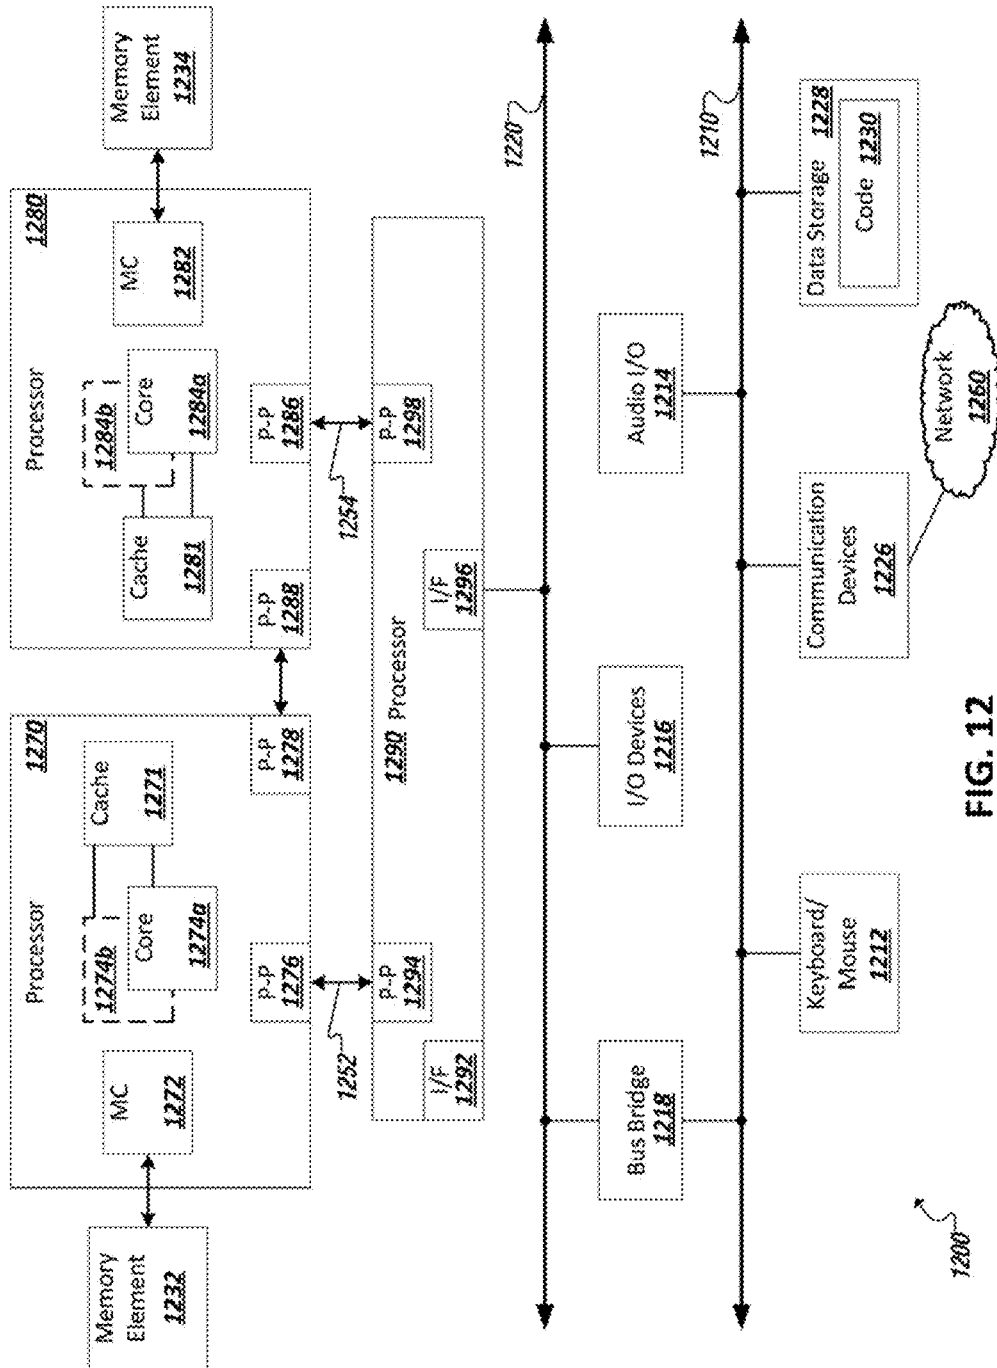 Memory
Element
1232
Processor
1270
MC
1272
1274b
Core
1274a
Cache
1271
P-P
1276
P-P
1278
Processor
1280
P-P
1288
Cache
1281
1284b
Core
1284a
P-P
1286
MC
1282
Memory
Element
1234
1252
1254
I/F
1292
P-P
1294
1290 Processor
I/F
1296
P-P
1298
1220
Bus Bridge
1218
I/O Devices
1216
Audio I/O
1214
1210
Keyboard/
Mouse
1212
Communication
Devices
1226
Data Storage
1228
Code
1230
Network
1260
1200
FIG. 12